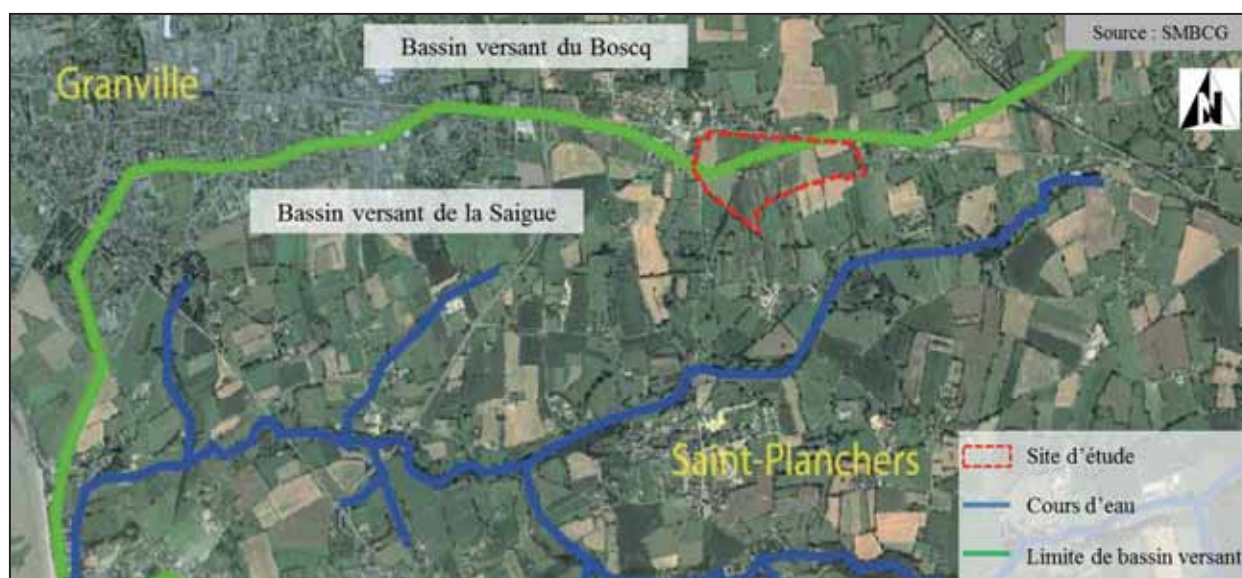 Source : SMBCG
Bassin versant du Boscq
Granville
N
Bassin versant de la Saigue
Saint-Planchers
Site d'étude
Cours d'eau
Limite de bassin versant